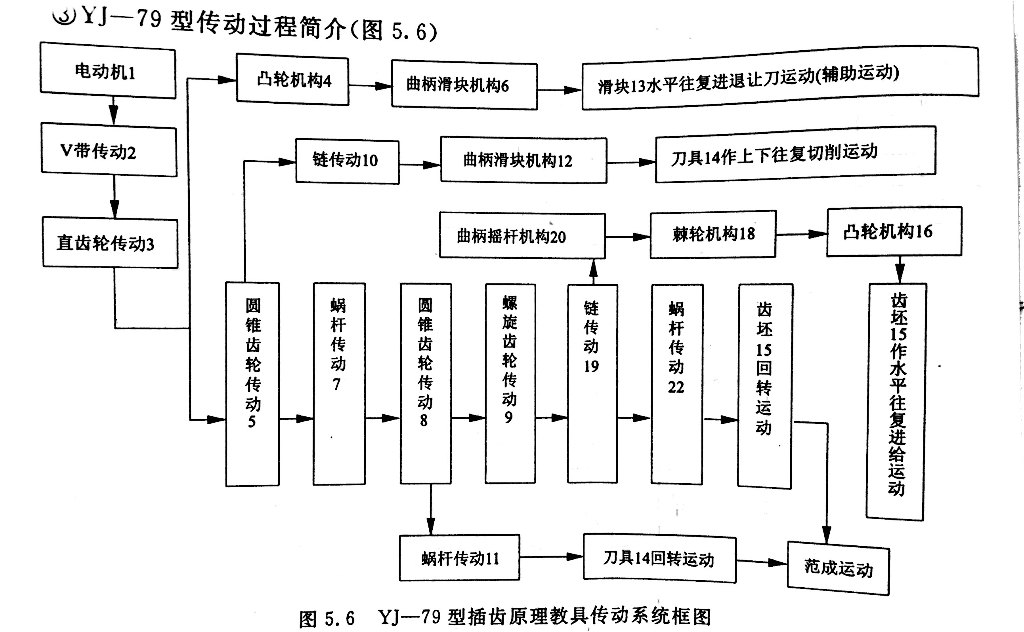 ③YJ—79 型传动过程简介(图 5.6)
电动机1
凸轮机构4
曲柄滑块机构6
滑块13水平往复进退让刀运动(辅助运动)
V带传动2
链传动10
曲柄滑块机构12
刀具14作上下往复切削运动
直齿轮传动3
曲柄摇杆机构20
棘轮机构18
凸轮机构16
圆锥齿轮传动5
蜗杆传动7
圆锥齿轮传动8
螺旋齿轮传动9
链传动19
蜗杆传动22
齿坯15回转运动
齿坯15作水平往复进给运动
蜗杆传动11
刀具14回转运动
范成运动
图 5.6 YJ—79 型插齿原理教具传动系统框图